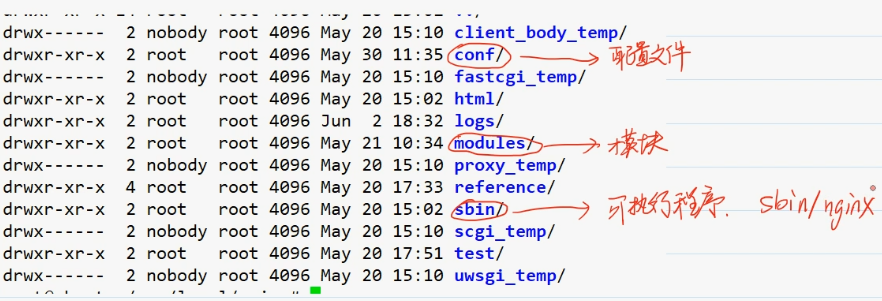 drwx------ 2 nobody root 4096 May 20 15:10 client_body_temp/
drwxr-xr-x 2 root root 4096 May 30 11:35 conf/ 配置文件
drwx------ 2 nobody root 4096 May 20 15:10 fastcgi_temp/
drwxr-xr-x 2 root root 4096 May 20 15:02 html/
drwxr-xr-x 2 root root 4096 Jun 2 18:32 logs/
drwxr-xr-x 2 root root 4096 May 21 10:34 modules/ 模块
drwx------ 2 nobody root 4096 May 20 15:10 proxy_temp/
drwxr-xr-x 4 root root 4096 May 20 17:33 reference/
drwxr-xr-x 2 root root 4096 May 20 15:02 sbin/ 可执行程序. sbin/nginx
drwx------ 2 nobody root 4096 May 20 15:10 scgi_temp/
drwxr-xr-x 2 root root 4096 May 20 17:51 test/
drwx------ 2 nobody root 4096 May 20 15:10 uwsgi_temp/